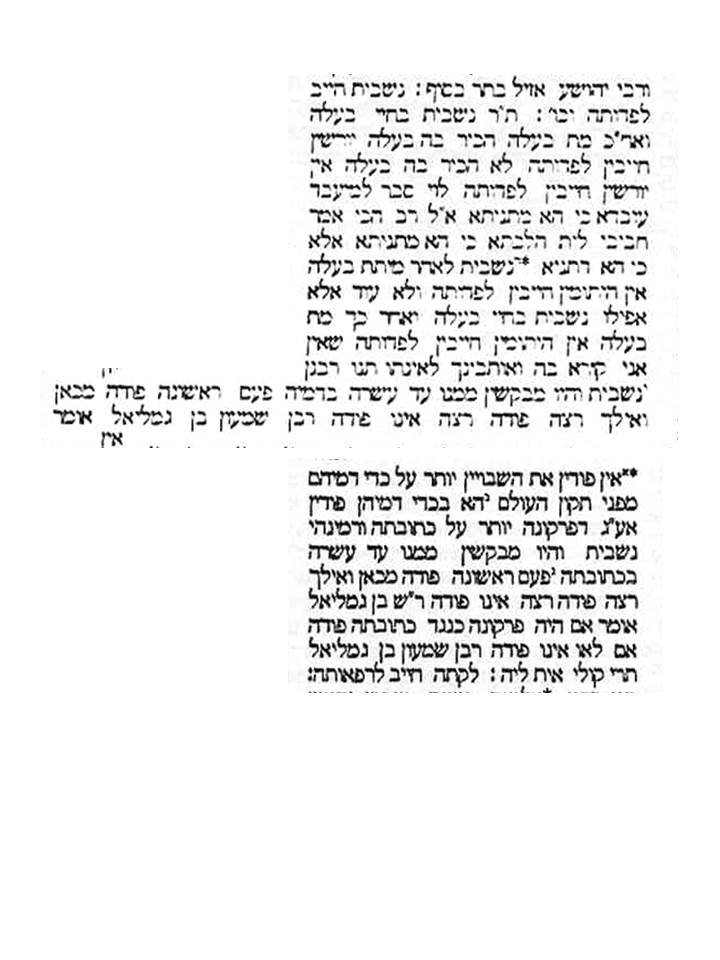 ורבי יהושע אזיל בתר בסוף: נשבית חייב
לפדותה וכו': ת"ר נשבית בחיי בעלה
ואח"כ מת בעלה הכיר בה בעלה יורשין
חייבין לפדותה לא הכיר בה בעלה אין
יורשין חייבין לפדותה לוי סבר למיעבד
עובדא כי הא מתניתא א"ל רב הכי אמר
חביבי לית הלכתא כי הא מתניתא אלא
כי הא דתניא *נשבית לאחר מיתת בעלה
אין היתומין חייבין לפדותה ולא עוד אלא
אפילו נשבית בחיי בעלה ואחר כך מת
בעלה אין היתומין חייבין לפדותה שאין
אני קורא בה ואותבינך לאינתו תנו רבנן
נשבית והיו מבקשין ממנו עד עשרה בדמיה פעם ראשונה פודה מכאן
ואילך רצה פודה רצה אינו פודה רבן שמעון בן גמליאל אומר
אין
*אין פודין את השבויין יותר על כדי דמיהם
מפני תקון העולם הא בכדי דמיהן פודין
אע"ג דפרקונה יותר על כתובתה ורמינהי
נשבית והיו מבקשין ממנו עד עשרה
בכתובתה פעם ראשונה פודה מכאן ואילך
רצה פודה רצה אינו פודה ר"ש בן גמליאל
אומר אם היה פרקונה כנגד כתובתה פודה
אם לאו אינו פודה רבן שמעון בן גמליאל
תרי קולי אית ליה: לקתה חייב לרפאותה: